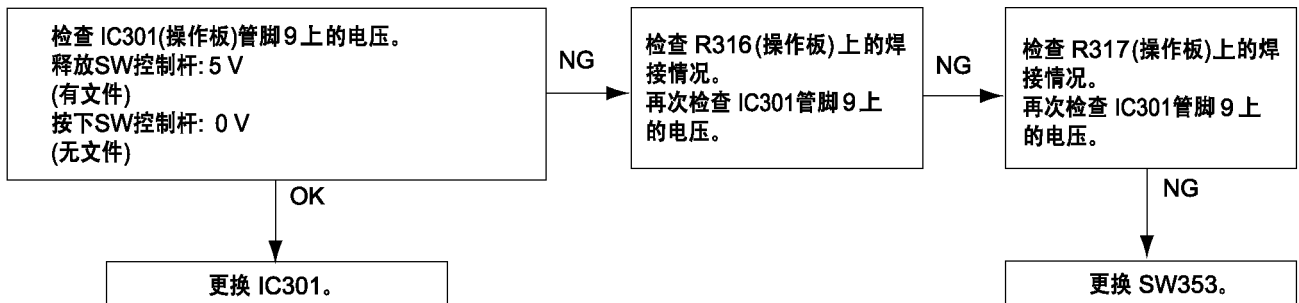 检查 IC301(操作板)管脚9上的电压。
释放SW控制杆: 5 V
(有文件)
按下SW控制杆: 0 V
(无文件)
NG
检查 R316(操作板)上的焊
接情况。
再次检查 IC301管脚 9 上
的电压。
NG
检查 R317(操作板)上的焊
接情况。
再次检查 IC301管脚 9 上
的电压。
OK
NG
更换 IC301。
更换 SW353。